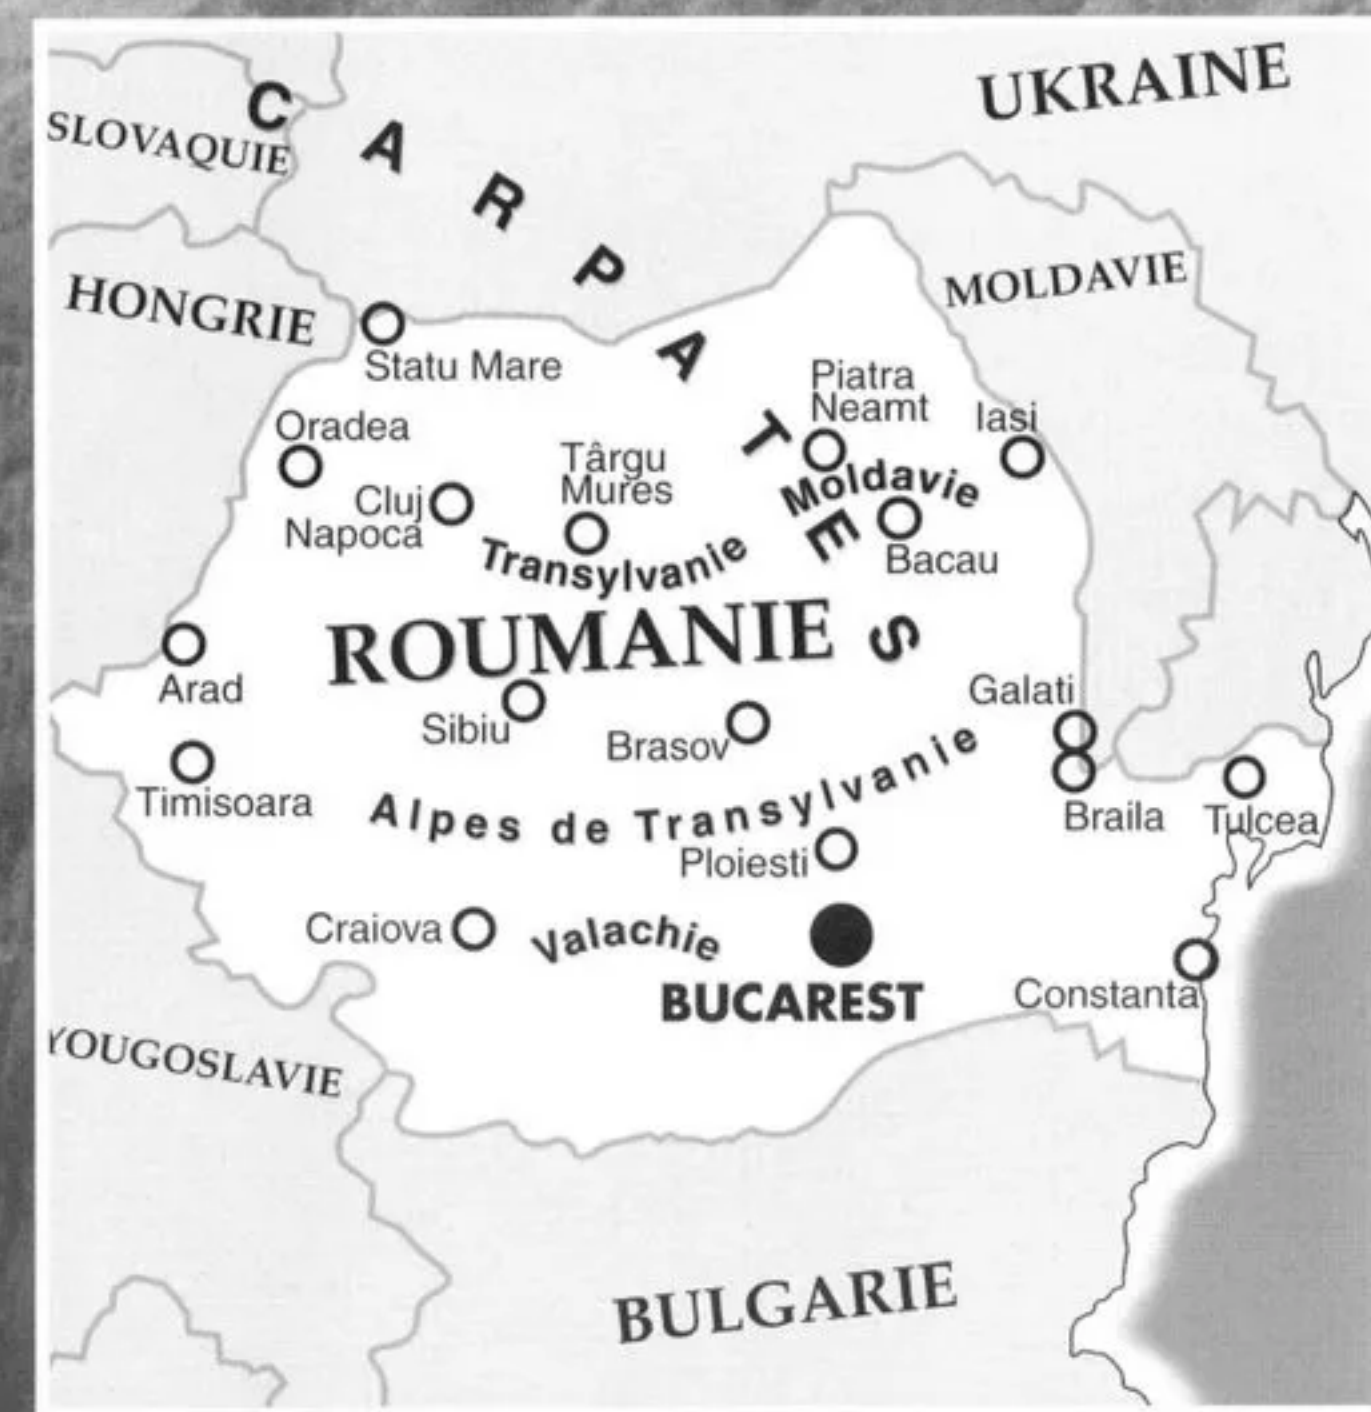 UKRAINE
CARPATES
SLOVAQUIE
MOLDAVIE
HONGRIE
Statu Mare
Piatra
Neamt
Iasi
Oradea
Târgu
Mures
Cluj
Napoca
Moldavie
Transylvanie
Bacau
ROUMANIE
Arad
Galati
Sibiu
Brasov
Timisoara
Alpes de Transylvanie
Braila
Tulcea
Ploiesti
Craiova
Valachie
BUCAREST
Constanta
YOUGOSLAVIE
BULGARIE